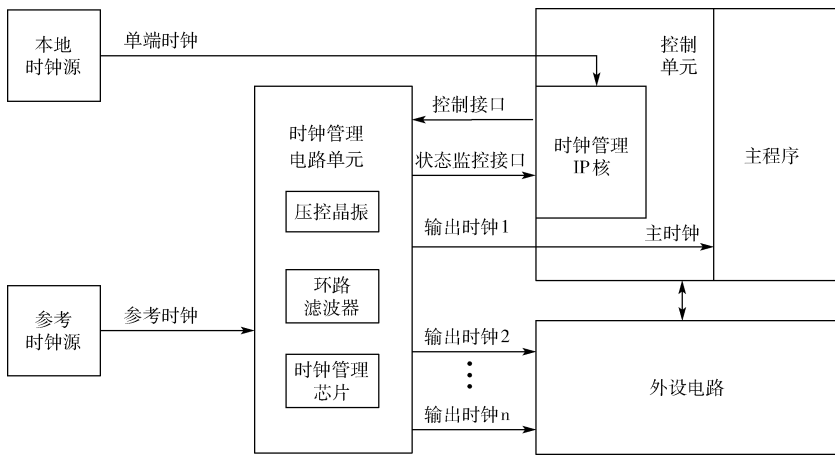 本地
时钟源
单端时钟
控制
单元
时钟管理
电路单元
控制接口
时钟管理
IP核
主程序
状态监控接口
压控晶振
输出时钟1
主时钟
环路
滤波器
参考
时钟源
参考时钟
输出时钟2
时钟管理
芯片
外设电路
输出时钟n